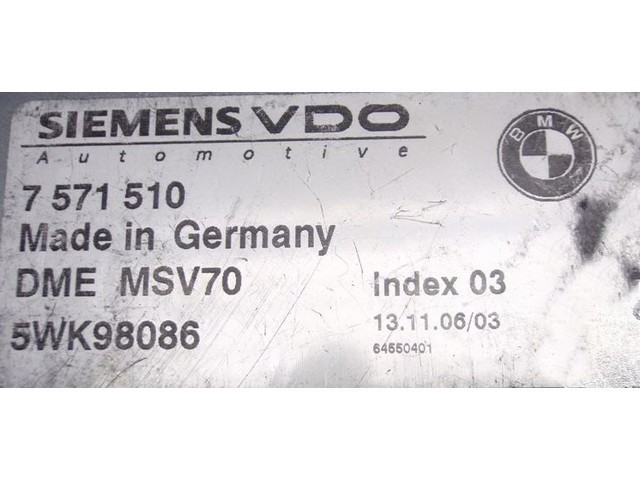 SIEMENS VDO
Automotive
BMW
7 571 510
Made in Germany
DME MSV70
Index 03
5WK98086
13.11.06/03
64550401